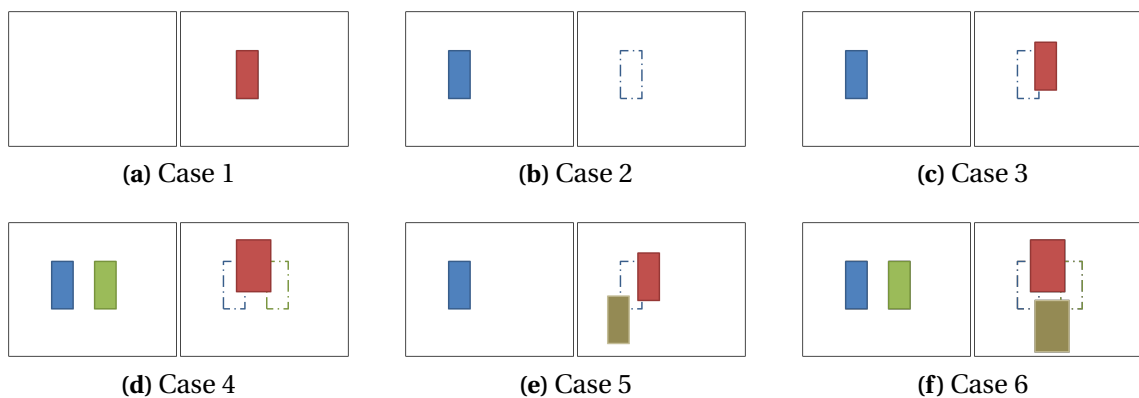 (a) Case 1
(b) Case 2
(c) Case 3
(d) Case 4
(e) Case 5
(f) Case 6